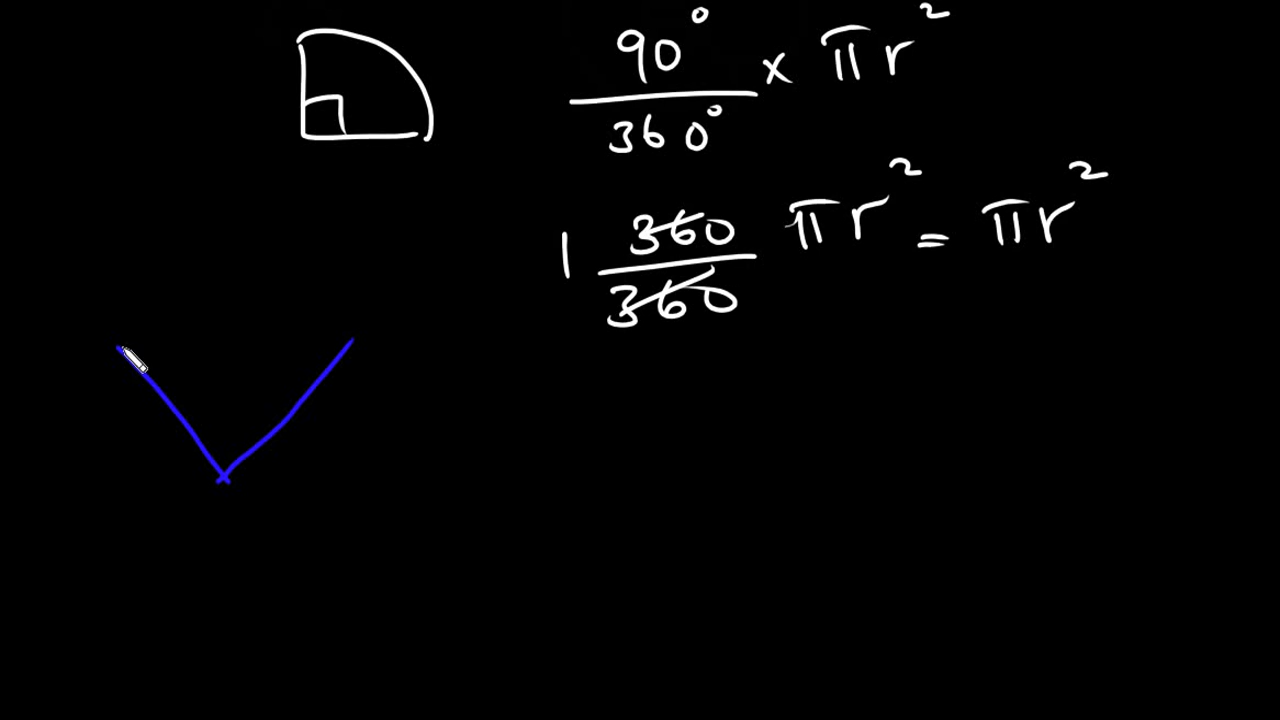 90° / 360° x πr²
1 360 / 360 πr² = πr²